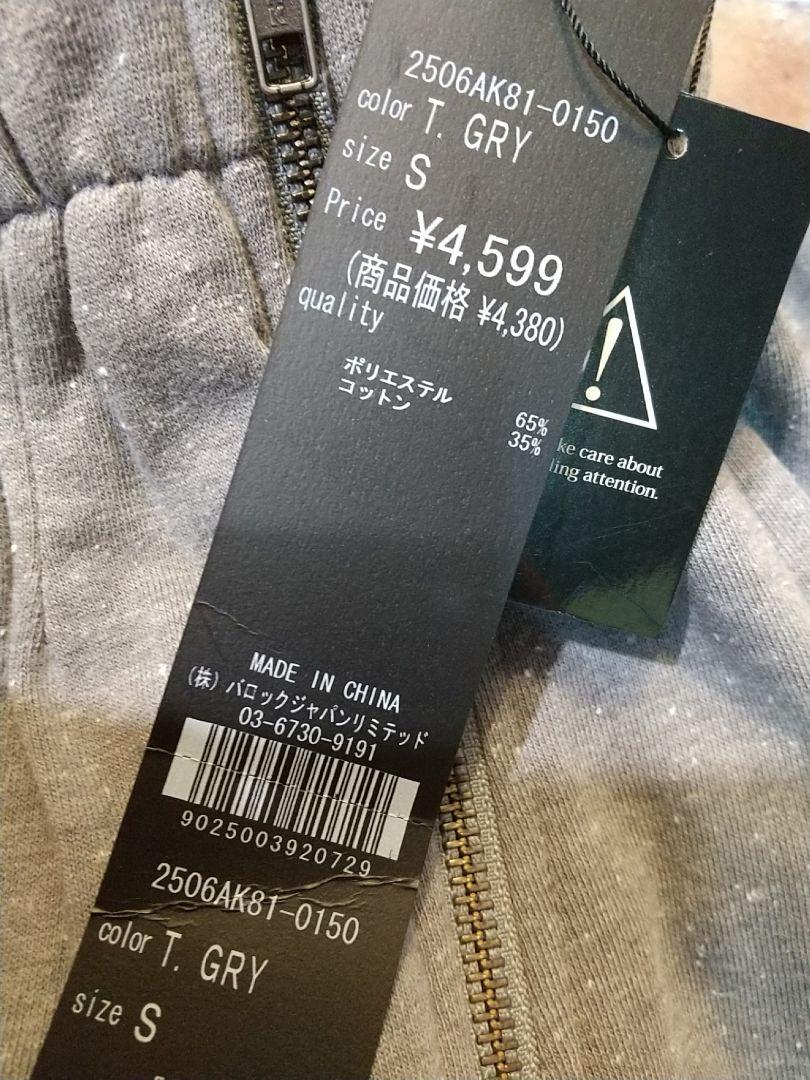 2506AK81-0150
color T. GRY
size S
Price ¥4,599
(商品価格 ¥4,380)
quality
ポリエステル 65%
コットン 35%
care about
attention.
MADE IN CHINA
(株) バロックジャパンリミテッド
03-6730-9191
9025003920729
2506AK81-0150
color T. GRY
size S